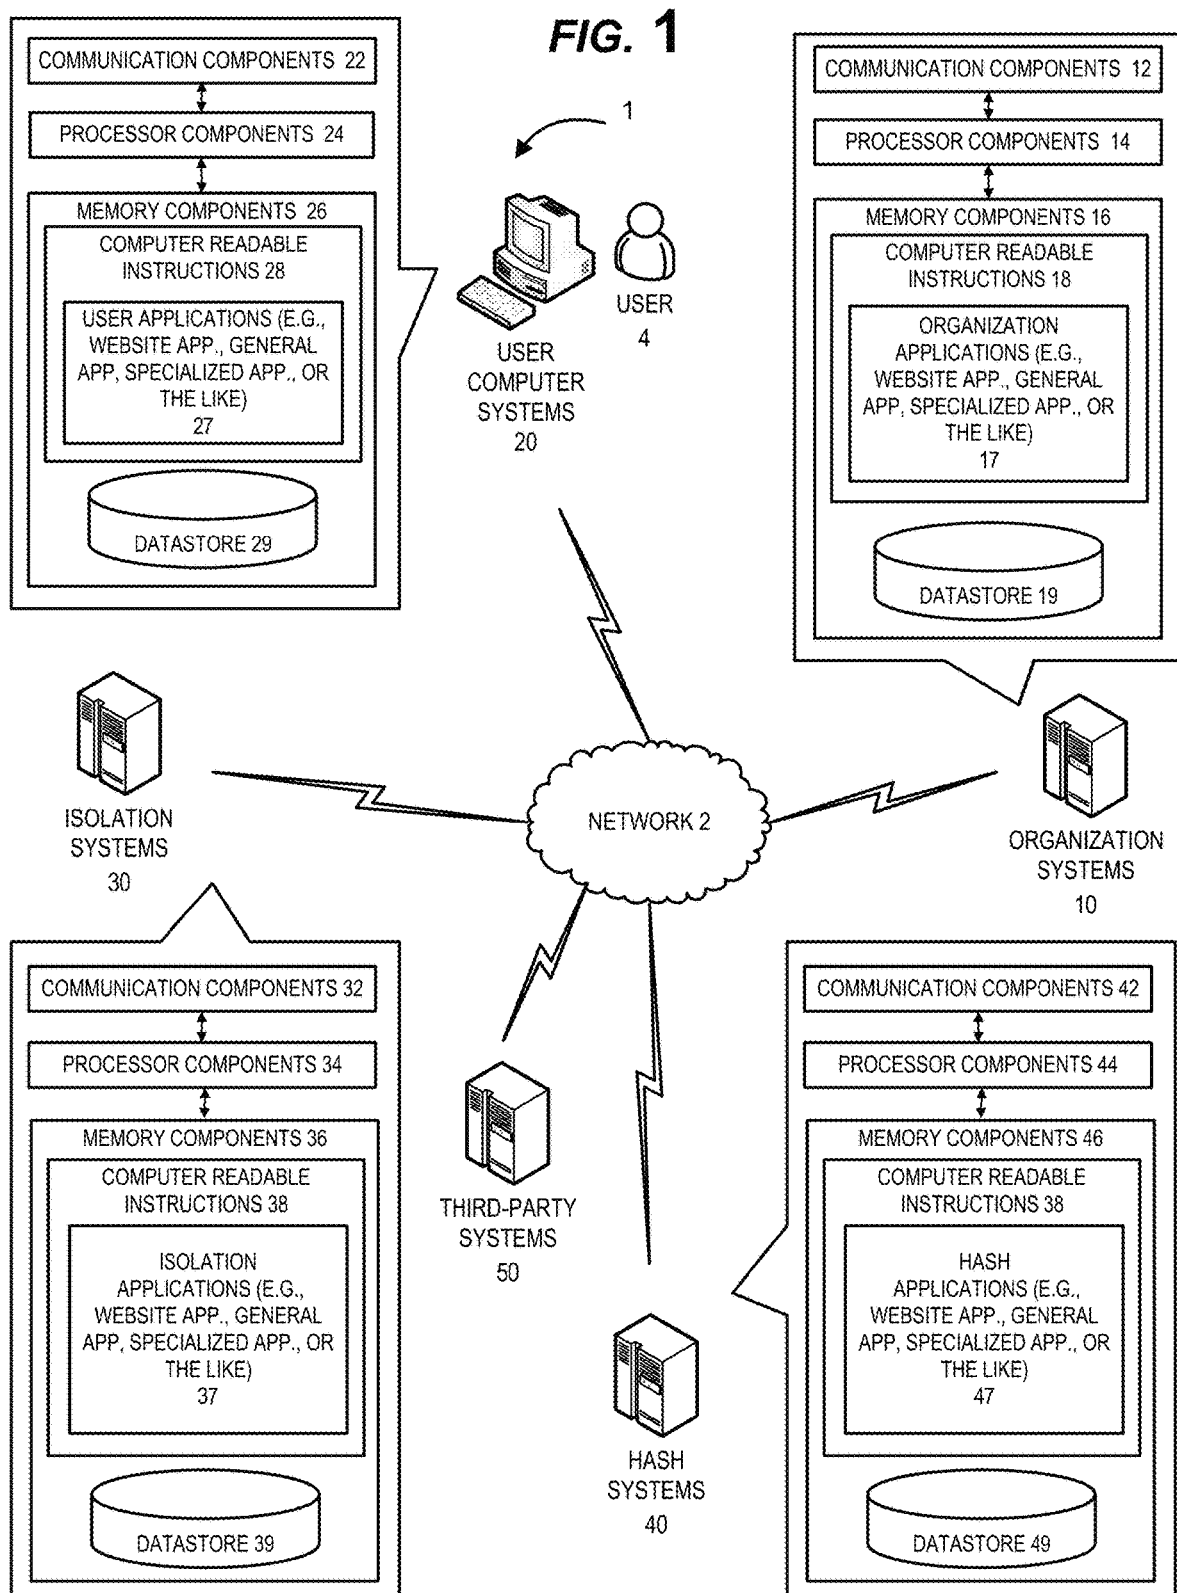 FIG. 1
COMMUNICATION COMPONENTS 22
PROCESSOR COMPONENTS 24
MEMORY COMPONENTS 26
COMPUTER READABLE
INSTRUCTIONS 28
USER APPLICATIONS (E.G.,
WEBSITE APP., GENERAL
APP, SPECIALIZED APP., OR
THE LIKE)
27
DATASTORE 29
1
USER
4
USER
COMPUTER
SYSTEMS
20
COMMUNICATION COMPONENTS 12
PROCESSOR COMPONENTS 14
MEMORY COMPONENTS 16
COMPUTER READABLE
INSTRUCTIONS 18
ORGANIZATION
APPLICATIONS (E.G.,
WEBSITE APP., GENERAL
APP, SPECIALIZED APP., OR
THE LIKE)
17
DATASTORE 19
ISOLATION
SYSTEMS
30
NETWORK 2
ORGANIZATION
SYSTEMS
10
COMMUNICATION COMPONENTS 32
PROCESSOR COMPONENTS 34
MEMORY COMPONENTS 36
COMPUTER READABLE
INSTRUCTIONS 38
ISOLATION
APPLICATIONS (E.G.,
WEBSITE APP., GENERAL
APP, SPECIALIZED APP., OR
THE LIKE)
37
DATASTORE 39
THIRD-PARTY
SYSTEMS
50
HASH
SYSTEMS
40
COMMUNICATION COMPONENTS 42
PROCESSOR COMPONENTS 44
MEMORY COMPONENTS 46
COMPUTER READABLE
INSTRUCTIONS 38
HASH
APPLICATIONS (E.G.,
WEBSITE APP., GENERAL
APP, SPECIALIZED APP., OR
THE LIKE)
47
DATASTORE 49